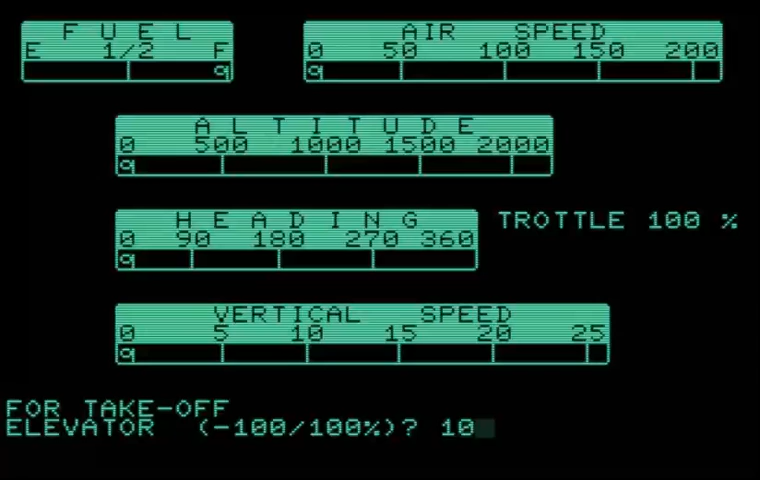 F U E L
E 1/2 F
q
AIR SPEED
0 50 100 150 200
q
A L T I T U D E
0 500 1000 1500 2000
q
H E A D I N G
0 90 180 270 360
q
TROTTLE 100 %
VERTICAL SPEED
0 5 10 15 20 25
q
FOR TAKE-OFF
ELEVATOR (-100/100%)? 10